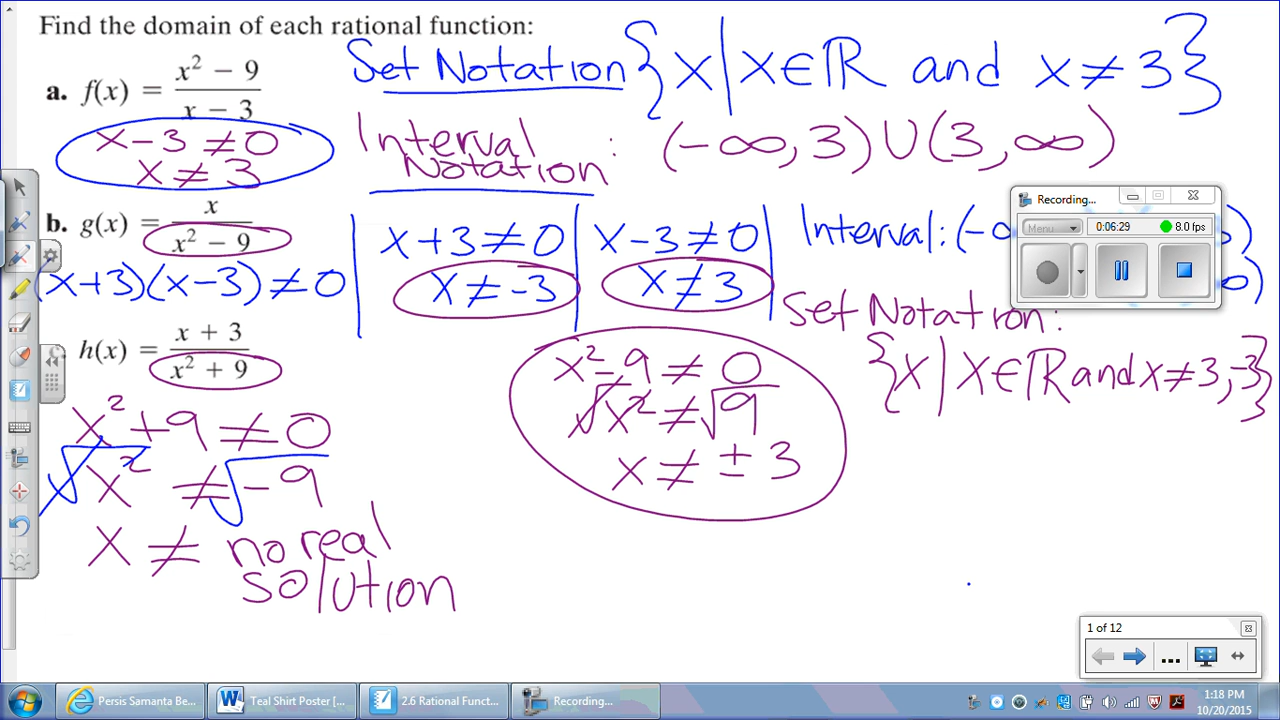 Find the domain of each rational function:
a. f(x) = x² − 9 / x − 3
x-3 ≠0
x ≠ 3
Set Notation {x|x∈ℝ and x≠3}
Interval Notation : (-∞,3)∪(3,∞)
b. g(x) = x / x² − 9
(x+3)(x-3)≠0
x+3≠0
x≠-3
x-3≠0
x≠3
Interval: (-∞
Set Notation:
{x|x∈ℝ and x≠3,-3}
x²-9≠0
√x²≠√9
x≠±3
h(x) = x + 3 / x² + 9
x²+9≠0
√x² ≠√-9
x ≠ no real
solution
Recording...
Menu
0:06:29
8.0 fps
1 of 12
...
Persis Samanta Be...
Teal Shirt Poster [...
2.6 Rational Funct...
Recording...
1:18 PM
10/20/2015